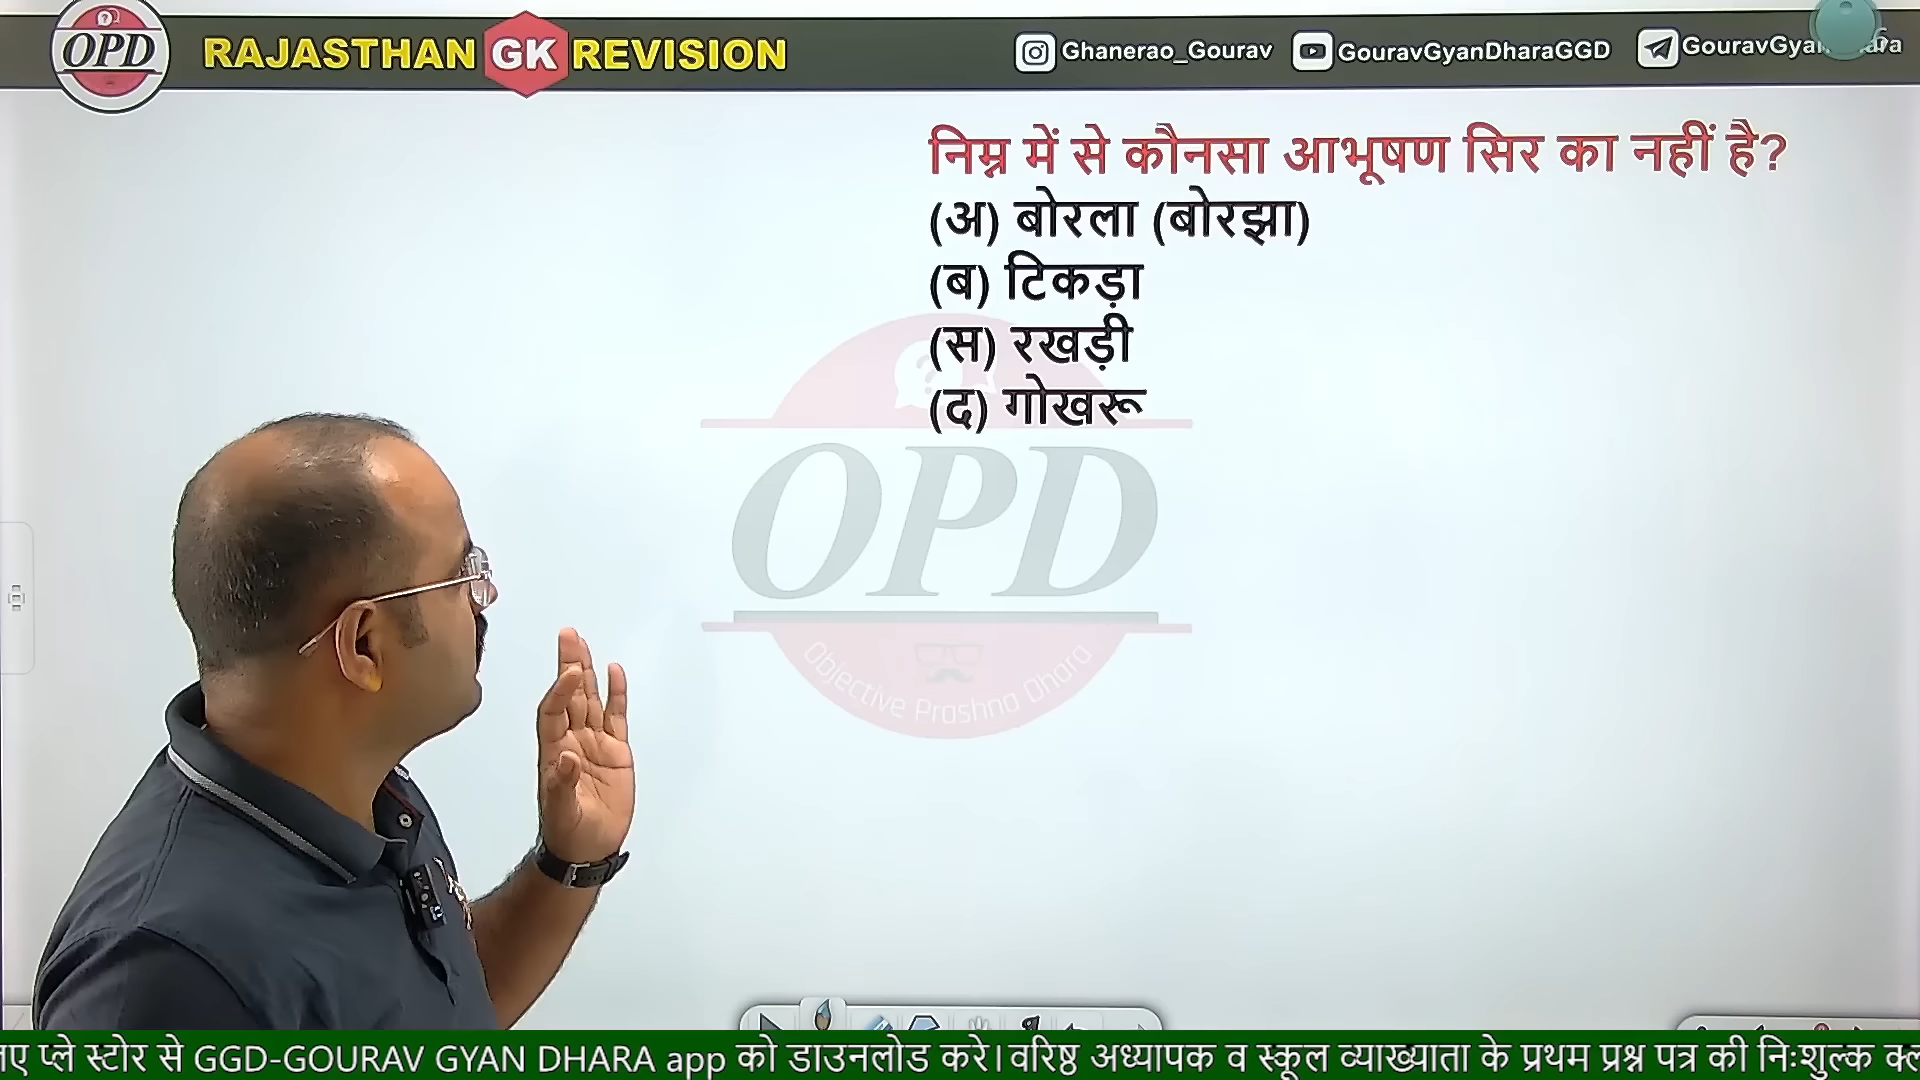 OPD
RAJASTHAN GK REVISION
Ghanerao_Gourav
GouravGyanDharaGGD
निम्न में से कौनसा आभूषण सिर का नहीं है?
(अ) बोरला (बोरझा)
(ब) टिकड़ा
(स) रखड़ी
(द) गोखरू
OPD
Objective Prashno Dhara
प्ले स्टोर से GGD-GOURAV GYAN DHARA app को डाउनलोड करे। वरिष्ठ अध्यापक व स्कूल व्याख्याता के प्रथम प्रश्न पत्र की निःशुल्क